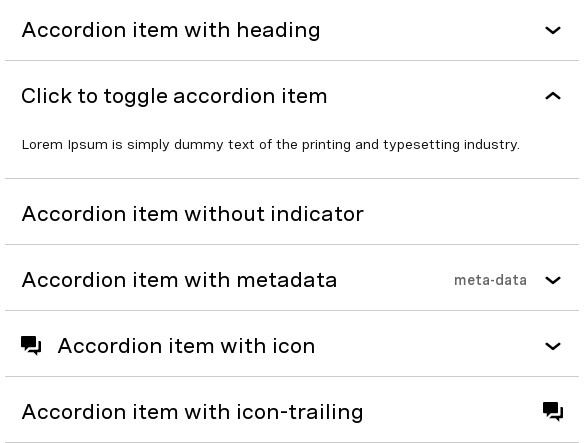 Accordion item with heading
Click to toggle accordion item
Lorem Ipsum is simply dummy text of the printing and typesetting industry.
Accordion item without indicator
Accordion item with metadata meta-data
Accordion item with icon
Accordion item with icon-trailing